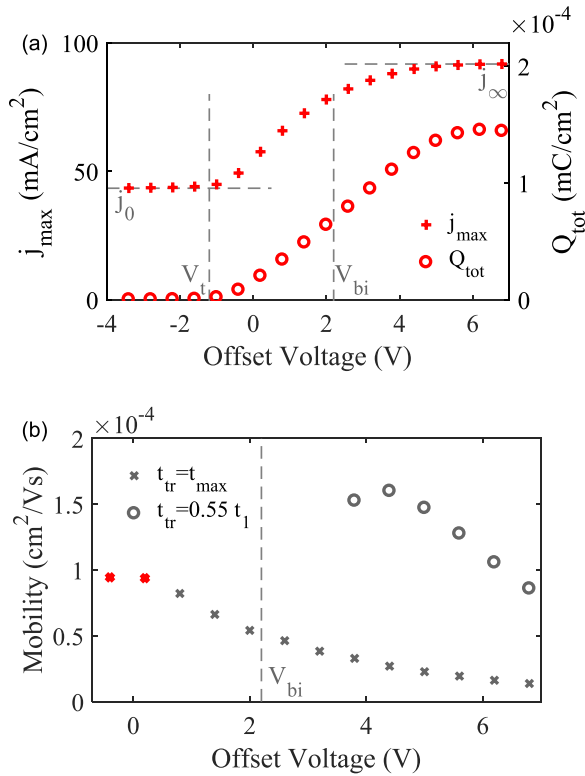 (a)
×10⁻⁴
100
50
0
j_max (mA/cm²)
2
1
0
Q_tot (mC/cm²)
j_∞
j_0
V_t
V_bi
j_max
Q_tot
-4 -2 0 2 4 6
Offset Voltage (V)
(b)
×10⁻⁴
2
1.5
1
0.5
0
Mobility (cm²/Vs)
t_tr=t_max
t_tr=0.55 t_1
V_bi
0 2 4 6
Offset Voltage (V)